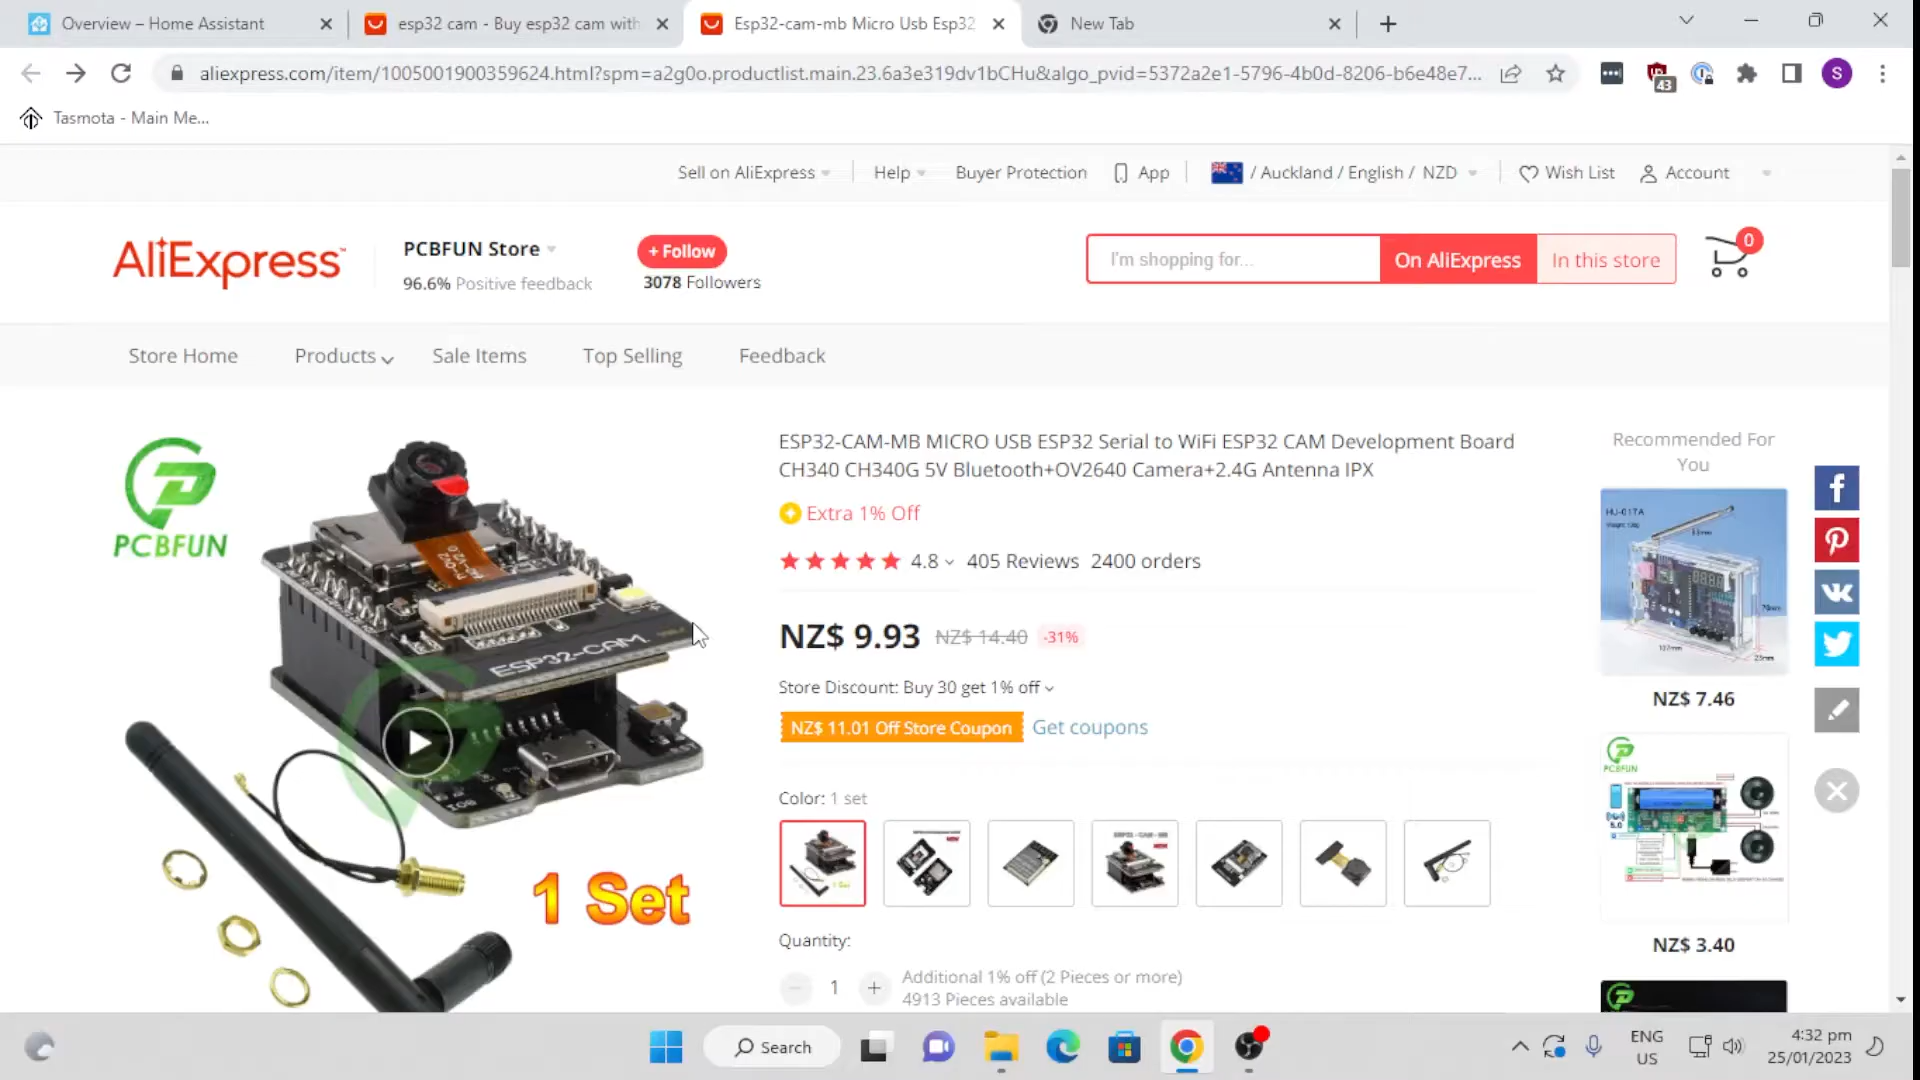 Overview – Home Assistant
esp32 cam - Buy esp32 cam with
Esp32-cam-mb Micro Usb Esp32
New Tab
aliexpress.com/item/1005001900359624.html?spm=a2g0o.productlist.main.23.6a3e319dv1bCHu&algo_pvid=5372a2e1-5796-4b0d-8206-b6e48e7...
43
S
Tasmota - Main Me...
Sell on AliExpress
Help
Buyer Protection
App
/ Auckland / English / NZD
Wish List
Account
AliExpress
PCBFUN Store
96.6% Positive feedback
+ Follow
3078 Followers
I'm shopping for...
On AliExpress
In this store
0
Store Home
Products
Sale Items
Top Selling
Feedback
PCBFUN
ESP32-CAM
1 Set
ESP32-CAM-MB MICRO USB ESP32 Serial to WiFi ESP32 CAM Development Board
CH340 CH340G 5V Bluetooth+OV2640 Camera+2.4G Antenna IPX
Extra 1% Off
4.8
405 Reviews
2400 orders
NZ$ 9.93
NZ$ 14.40
-31%
Store Discount: Buy 30 get 1% off
NZ$ 11.01 Off Store Coupon
Get coupons
Color: 1 set
Quantity:
1
Additional 1% off (2 Pieces or more)
4913 Pieces available
Recommended For
You
HU-017A
NZ$ 7.46
PCBFUN
5.0
NZ$ 3.40
Search
ENG
US
4:32 pm
25/01/2023